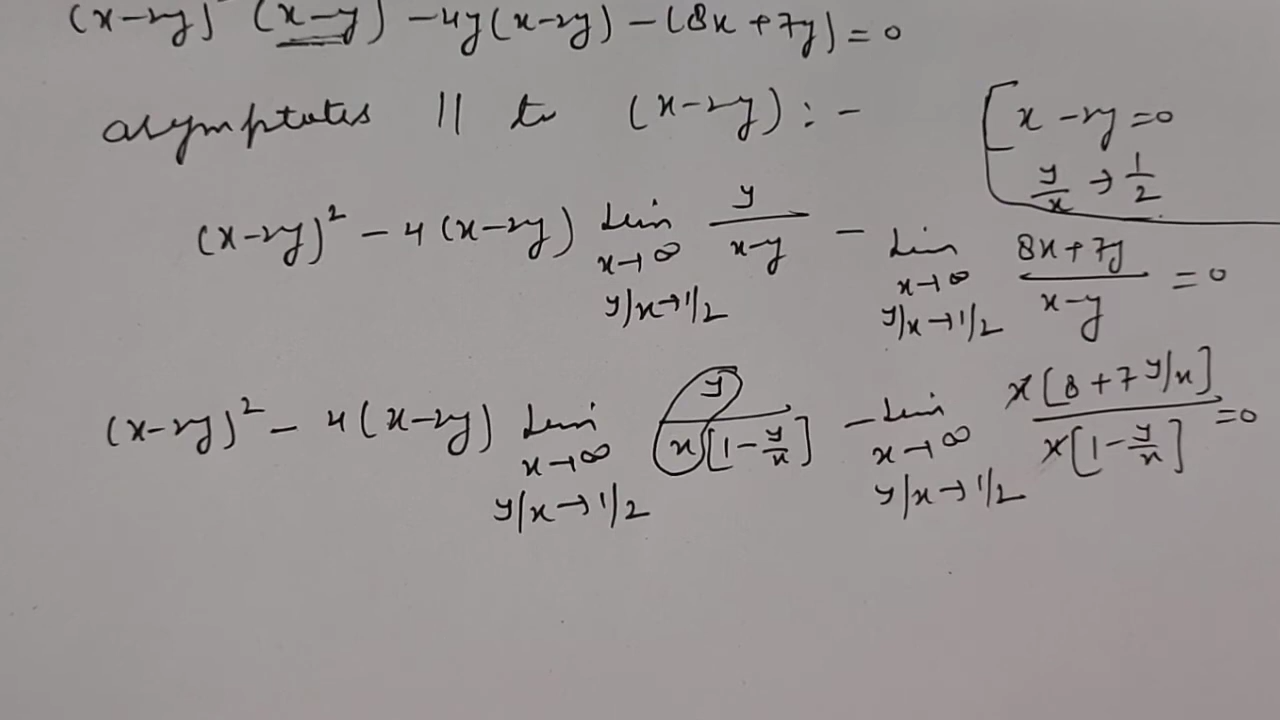 (x-2y)² (x-y) - 4y(x-2y) - (8x+7y) = 0
asymptotes || to (x-2y) :-
[x-2y=0
y/x → 1/2
(x-2y)² - 4(x-2y) Lim x→∞ y/x→1/2 y/(x-y) - Lim x→∞ y/x→1/2 (8x+7y)/(x-y) = 0
(x-2y)² - 4(x-2y) Lim x→∞ y/x→1/2 y/x[1-y/x] - Lim x→∞ y/x→1/2 x[8+7y/x]/x[1-y/x] = 0